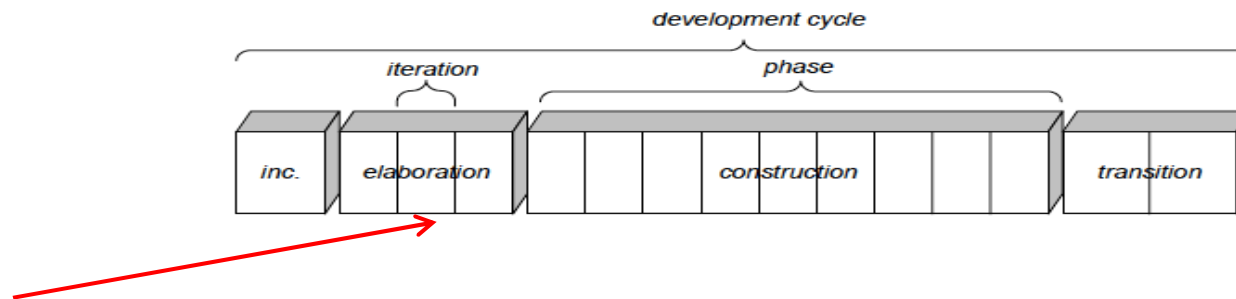 development cycle
iteration phase
inc. elaboration construction transition